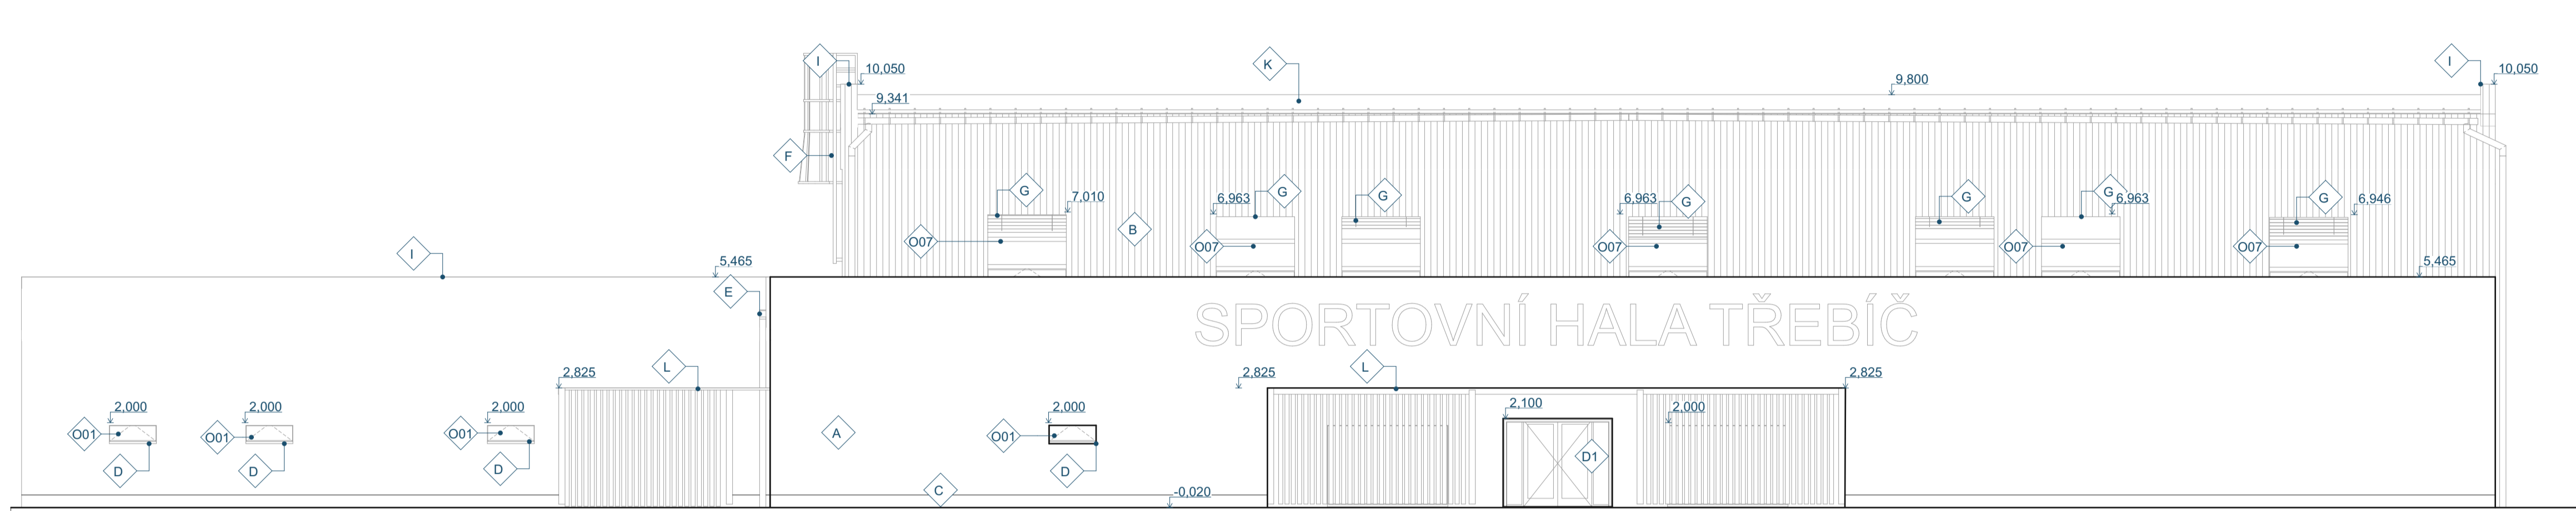 I
K
I
10,050
9,800
10,050
9,341
F
G
G
G
G
G
G
G
7,010
6,963
6,963
6,963
6,946
B
O07
O07
O07
O07
O07
I
5,465
5,465
E
SPORTOVNÍ HALA TŘEBÍČ
L
L
2,825
2,825
2,825
2,000
2,000
2,000
2,000
2,100
2,000
O01
O01
O01
A
O01
D1
D
D
D
D
C
-0,020